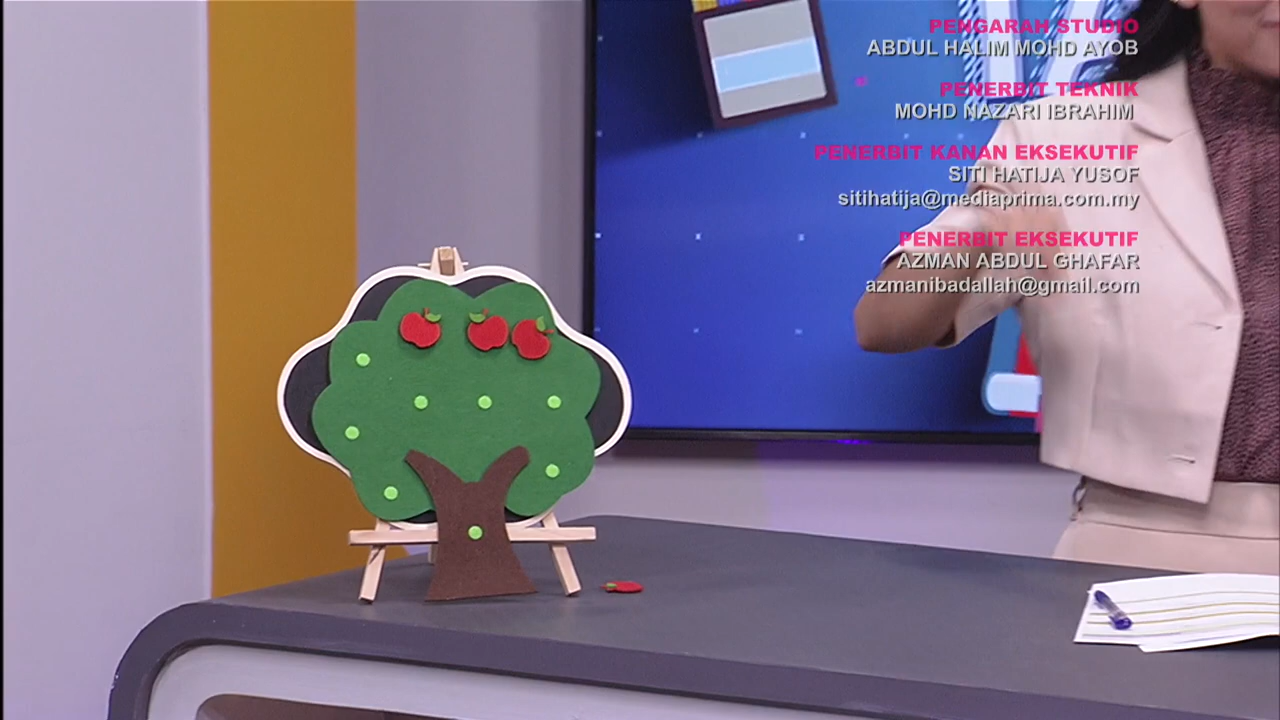 PENGARAH STUDIO
ABDUL HALIM MOHD AYOB
PENERBIT TEKNIK
MOHD NAZARI IBRAHIM
PENERBIT KANAN EKSEKUTIF
SITI HATIJA YUSOF
sitihatija@mediaprima.com.my
PENERBIT EKSEKUTIF
AZMAN ABDUL GHAFAR
azmanibadallah@gmail.com